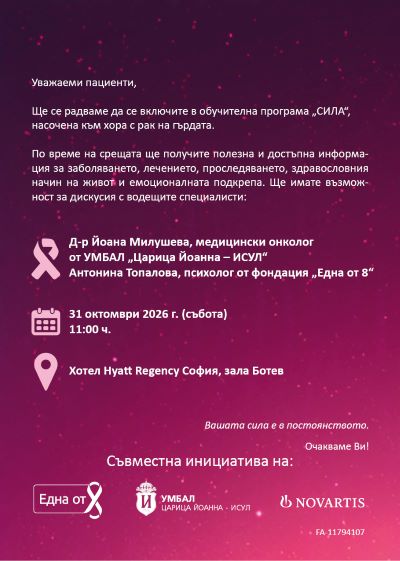 Уважаеми пациенти,
Ще се радваме да се включите в обучителна програма „СИЛА“,
насочена към хора с рак на гърдата.
По време на срещата ще получите полезна и достъпна информа-
ция за заболяването, лечението, проследяването, здравословния
начин на живот и емоционалната подкрепа. Ще имате възмож-
ност за дискусия с водещите специалисти:
Д-р Йоана Милушева, медицински онколог
от УМБАЛ „Царица Йоанна – ИСУЛ“
Антонина Топалова, психолог от фондация „Една от 8“
31 октомври 2026 г. (събота)
11:00 ч.
Хотел Hyatt Regency София, зала Ботев
Вашата сила е в постоянството.
Очакваме Ви!
Съвместна инициатива на:
Една от 8
УМБАЛ
ЦАРИЦА ЙОАННА - ИСУЛ
NOVARTIS
FA-11794107